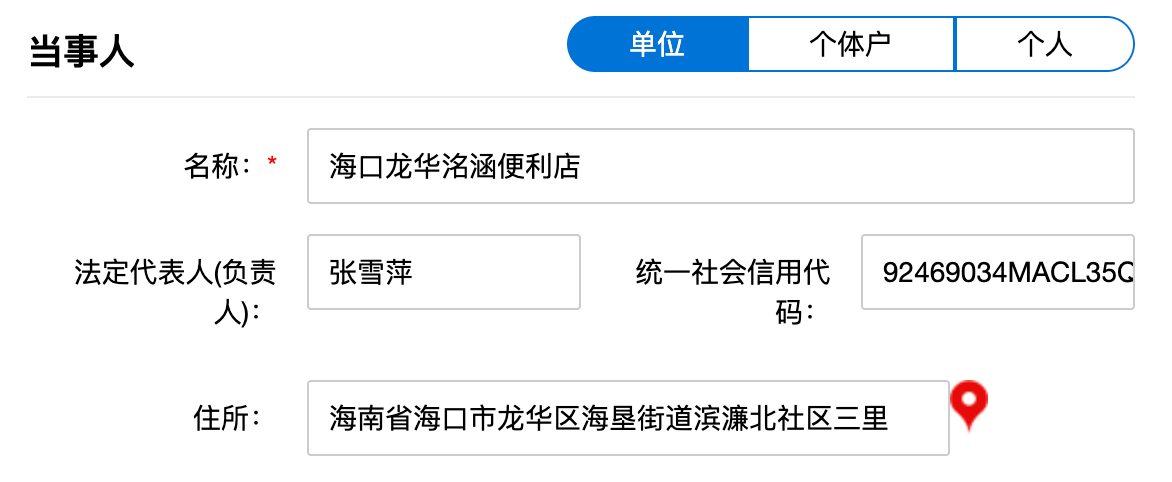 当事人
单位
个体户
个人
名称：*
海口龙华洺涵便利店
法定代表人(负责
人)：
张雪萍
统一社会信用代
码：
92469034MACL35Q
住所：
海南省海口市龙华区海垦街道滨濂北社区三里